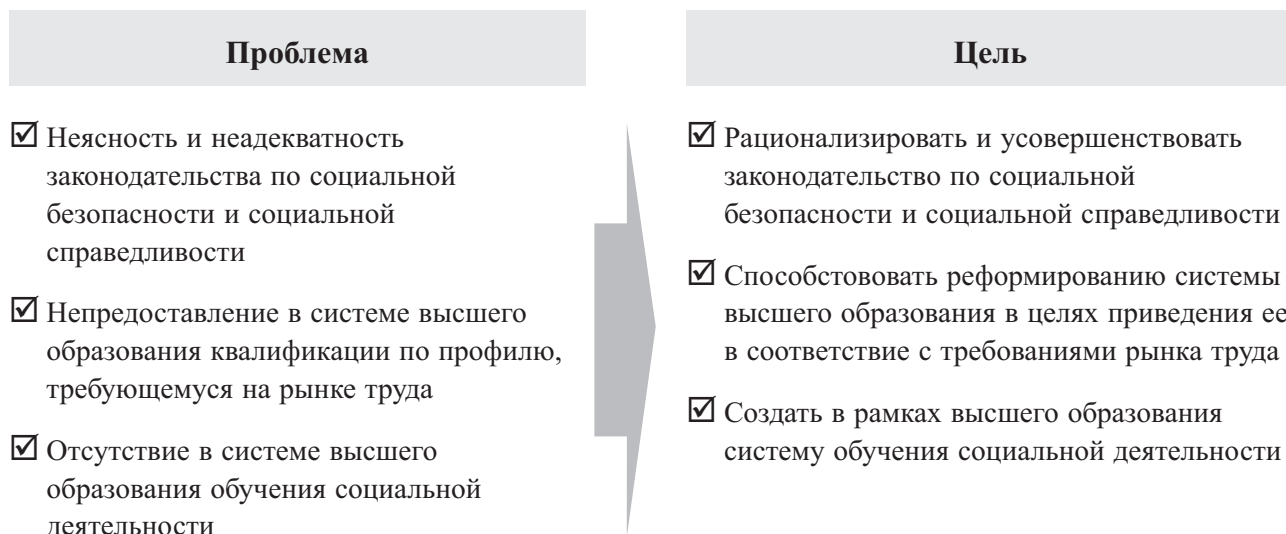 Проблема
Неясность и неадекватность
законодательства по социальной
безопасности и социальной
справедливости
Непредоставление в системе высшего
образования квалификации по профилю,
требующемуся на рынке труда
Отсутствие в системе высшего
образования обучения социальной
деятельности
Цель
Рационализировать и усовершенствовать
законодательство по социальной
безопасности и социальной справедливости
Способстововать реформированию системы
высшего образования в целях приведения ее
в соответствие с требованиями рынка труда
Создать в рамках высшего образования
систему обучения социальной деятельности